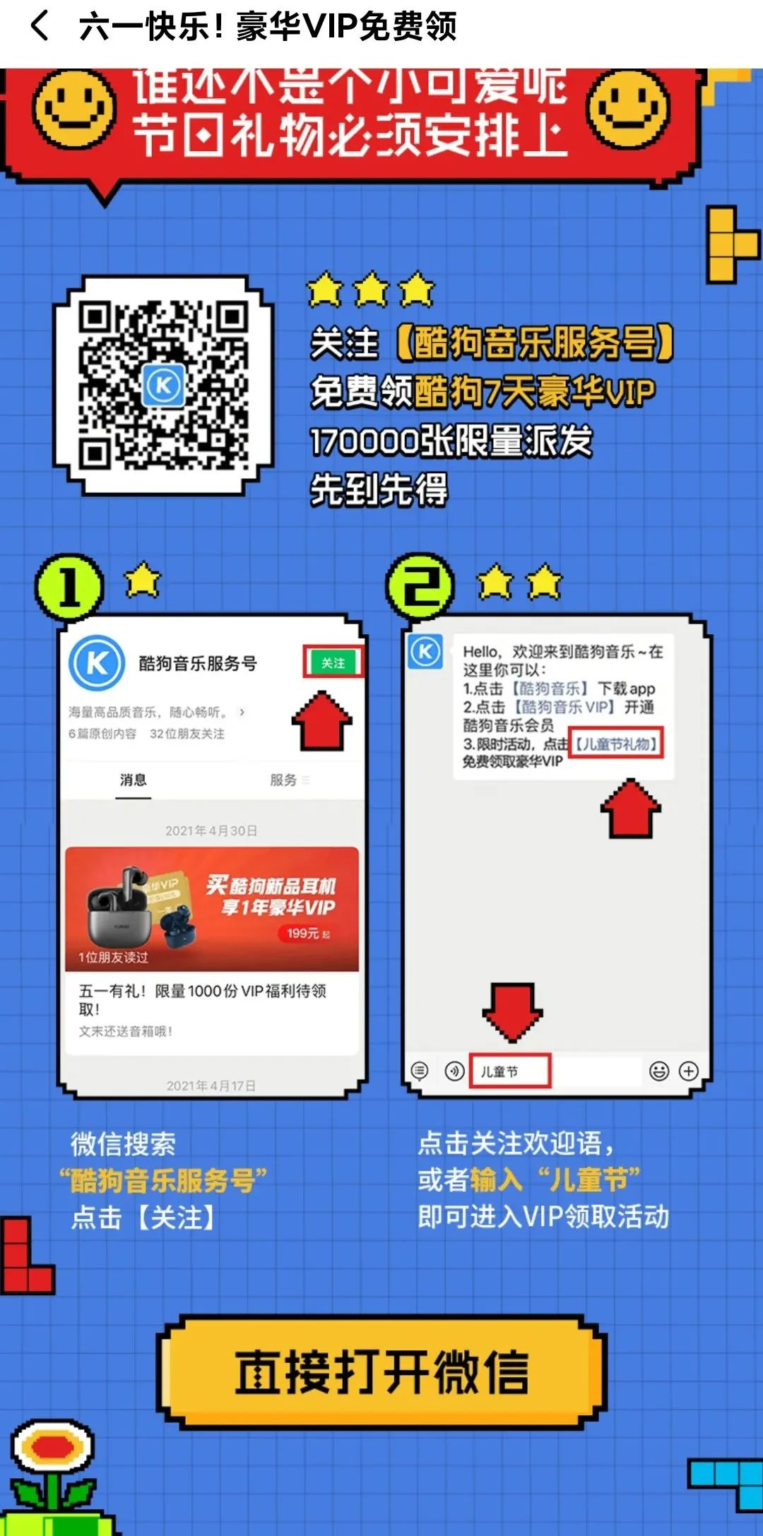 六一快乐！豪华VIP免费领
谁还不是个小可爱呢
节日礼物必须安排上
关注【酷狗音乐服务号】
免费领酷狗7天豪华VIP
170000张限量派发
先到先得
1
2
K
酷狗音乐服务号
关注
海量高品质音乐，随心畅听。
6篇原创内容 32位朋友关注
消息
服务
2021年4月30日
买酷狗新品耳机
享1年豪华VIP
199元起
1位朋友读过
五一有礼！限量1000份VIP福利待领
取！
文末还送音箱哦！
2021年4月17日
K
Hello，欢迎来到酷狗音乐~在
这里你可以：
1.点击【酷狗音乐】下载app
2.点击【酷狗音乐VIP】开通
酷狗音乐会员
3.限时活动，点击【儿童节礼物】
免费领取豪华VIP
儿童节
微信搜索
“酷狗音乐服务号”
点击【关注】
点击关注欢迎语，
或者输入“儿童节”
即可进入VIP领取活动
直接打开微信